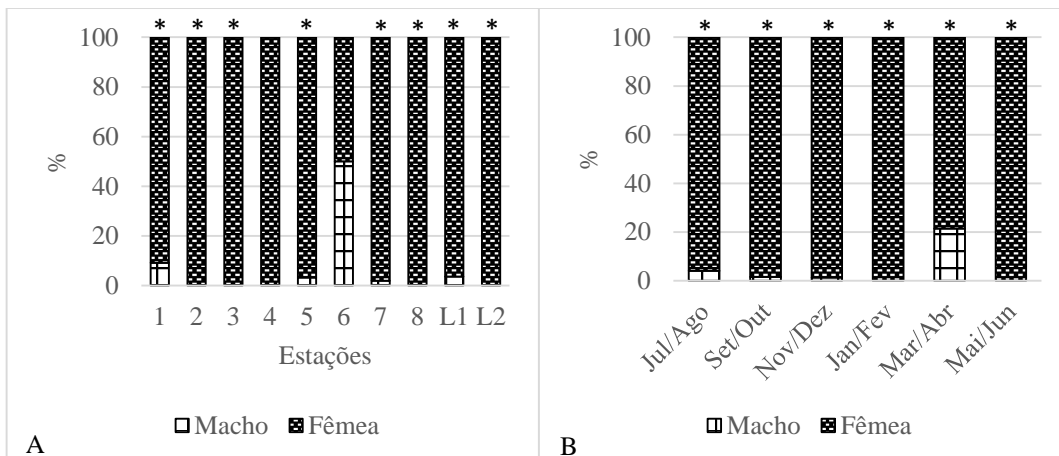 * * * * * * * * *
100
80
60
40
20
0
%
1 2 3 4 5 6 7 8 L1 L2
Estações
Macho Fêmea
A
* * * * * *
100
80
60
40
20
0
%
Jul/Ago Set/Out Nov/Dez Jan/Fev Mar/Abr Mai/Jun
Macho Fêmea
B